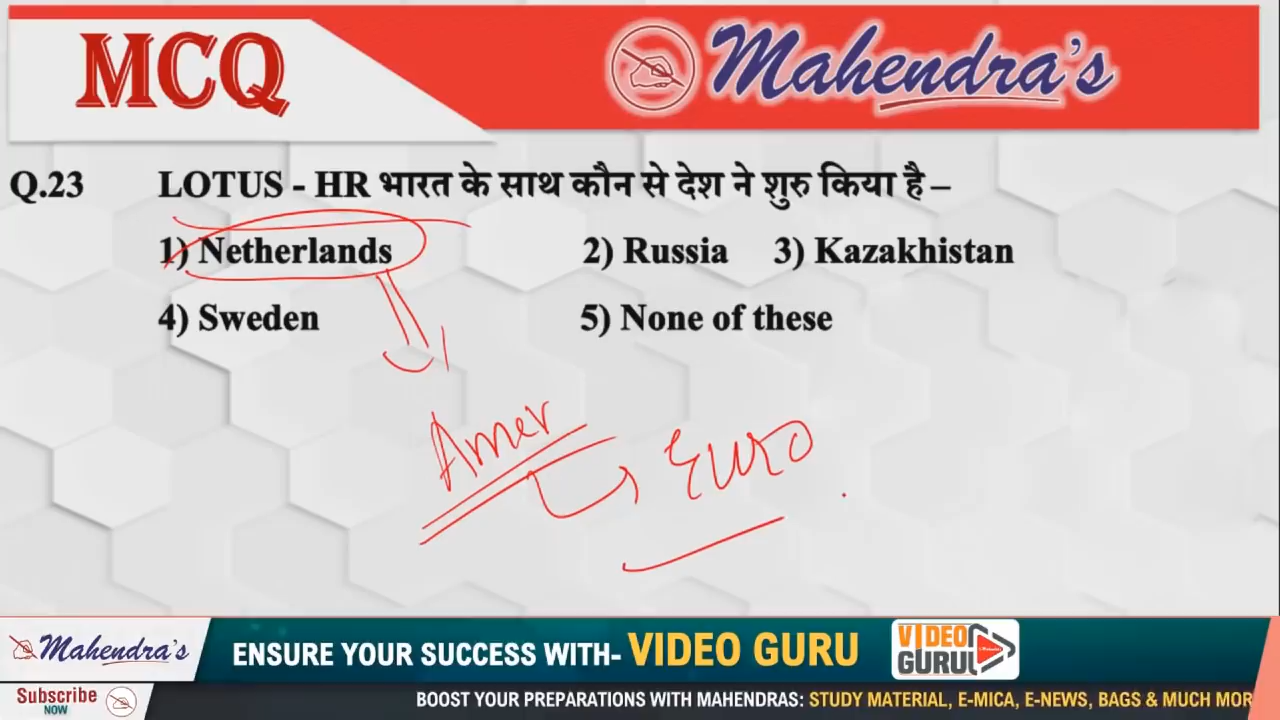 MCQ
Mahendra's
Q.23 LOTUS - HR भारत के साथ कौन से देश ने शुरु किया है –
1) Netherlands 2) Russia 3) Kazakhistan
4) Sweden 5) None of these
Amer
Euro
Mahendra's
ENSURE YOUR SUCCESS WITH- VIDEO GURU
VIDEO
GURU
Subscribe
NOW
BOOST YOUR PREPARATIONS WITH MAHENDRAS: STUDY MATERIAL, E-MICA, E-NEWS, BAGS & MUCH MOR